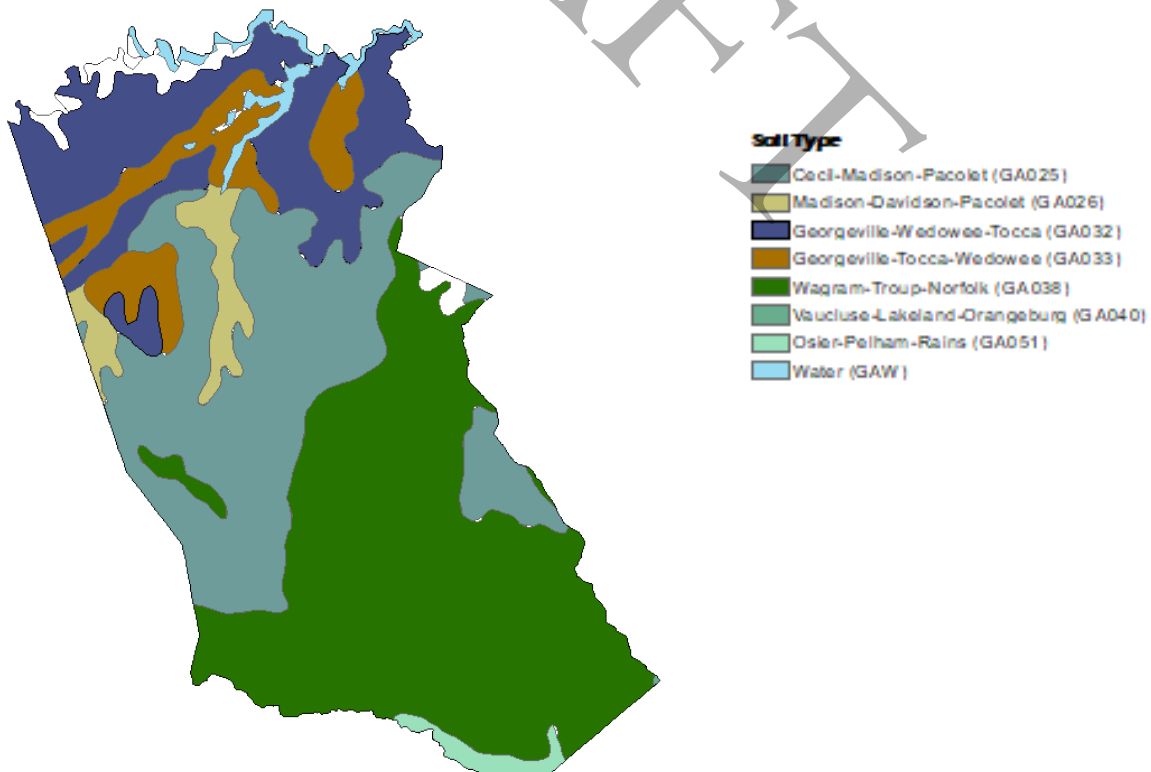 DRAFT
Soil Type
Cecil-Madison-Pacolet (GA025)
Madison-Davidson-Pacolet (GA026)
Georgeville-Wedowee-Tocca (GA032)
Georgeville-Tocca-Wedowee (GA033)
Wagram-Troup-Norfolk (GA038)
Vaucluse-Lakeland-Orangeburg (GA040)
Osier-Pelham-Rains (GA051)
Water (GAW)